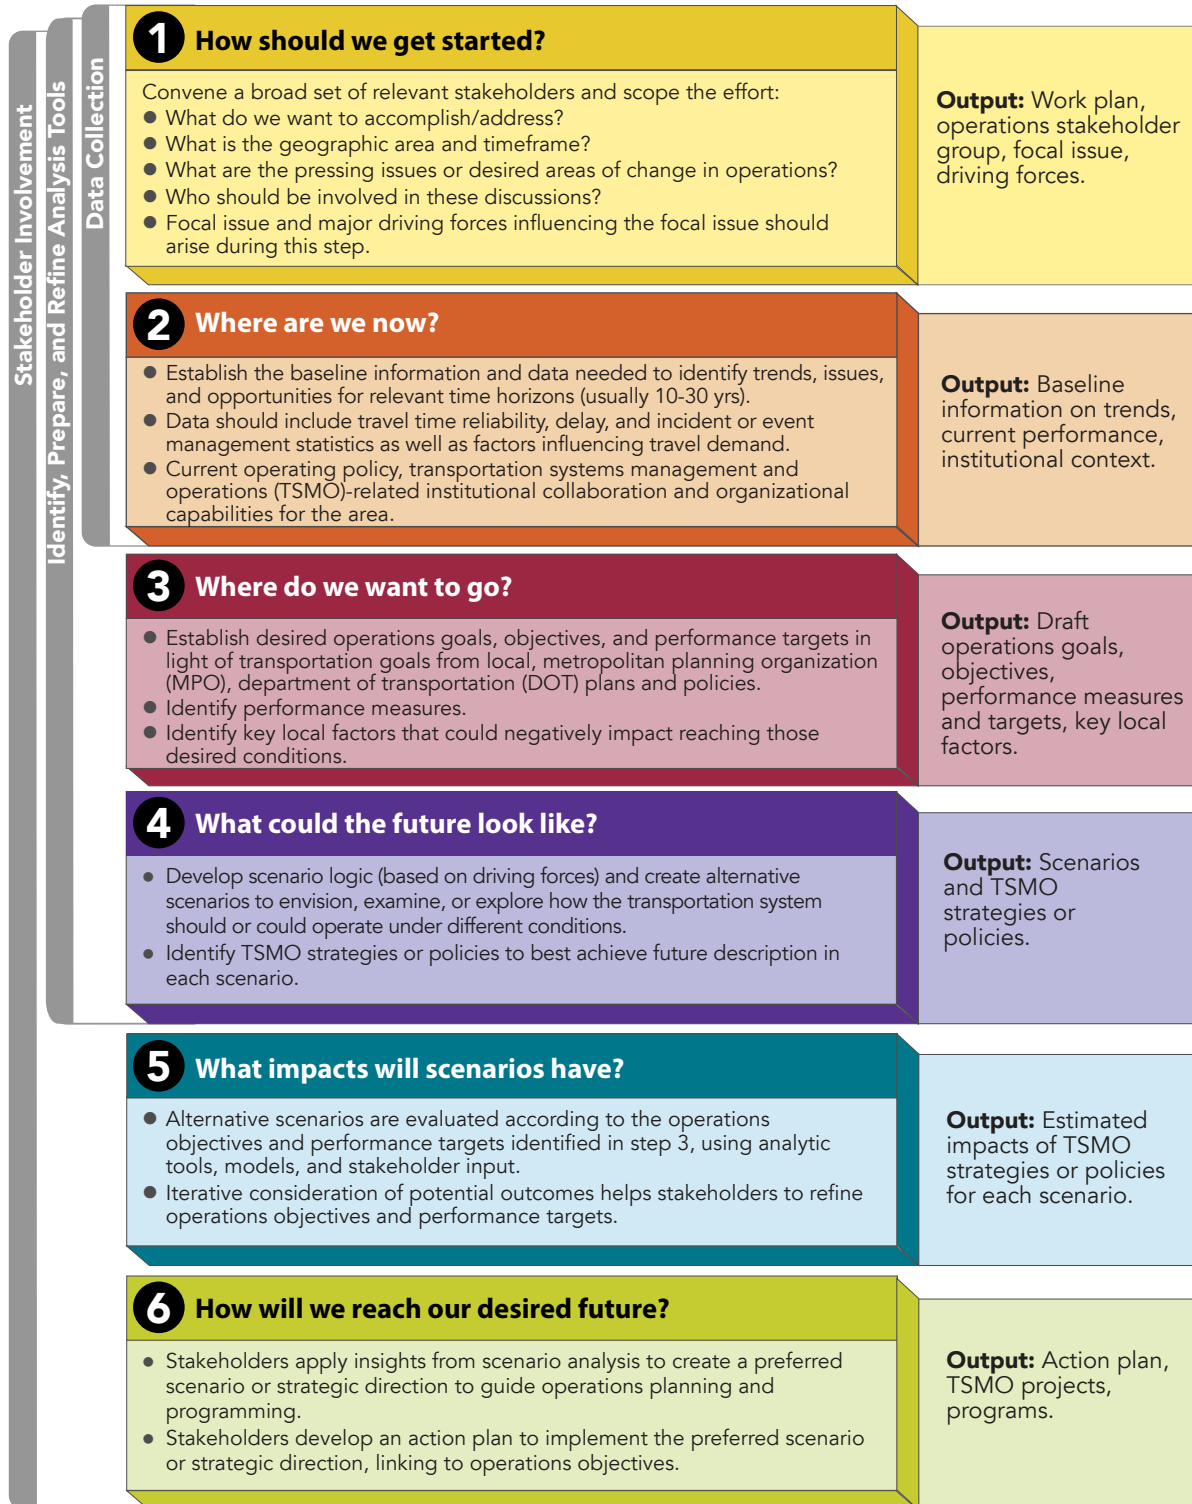 Stakeholder Involvement
Identify, Prepare, and Refine Analysis Tools
Data Collection
1 How should we get started?
Convene a broad set of relevant stakeholders and scope the effort:
● What do we want to accomplish/address?
● What is the geographic area and timeframe?
● What are the pressing issues or desired areas of change in operations?
● Who should be involved in these discussions?
● Focal issue and major driving forces influencing the focal issue should
arise during this step.
Output: Work plan,
operations stakeholder
group, focal issue,
driving forces.
2 Where are we now?
● Establish the baseline information and data needed to identify trends, issues,
and opportunities for relevant time horizons (usually 10-30 yrs).
● Data should include travel time reliability, delay, and incident or event
management statistics as well as factors influencing travel demand.
● Current operating policy, transportation systems management and
operations (TSMO)-related institutional collaboration and organizational
capabilities for the area.
Output: Baseline
information on trends,
current performance,
institutional context.
3 Where do we want to go?
● Establish desired operations goals, objectives, and performance targets in
light of transportation goals from local, metropolitan planning organization
(MPO), department of transportation (DOT) plans and policies.
● Identify performance measures.
● Identify key local factors that could negatively impact reaching those
desired conditions.
Output: Draft
operations goals,
objectives,
performance measures
and targets, key local
factors.
4 What could the future look like?
● Develop scenario logic (based on driving forces) and create alternative
scenarios to envision, examine, or explore how the transportation system
should or could operate under different conditions.
● Identify TSMO strategies or policies to best achieve future description in
each scenario.
Output: Scenarios
and TSMO
strategies or
policies.
5 What impacts will scenarios have?
● Alternative scenarios are evaluated according to the operations
objectives and performance targets identified in step 3, using analytic
tools, models, and stakeholder input.
● Iterative consideration of potential outcomes helps stakeholders to refine
operations objectives and performance targets.
Output: Estimated
impacts of TSMO
strategies or policies
for each scenario.
6 How will we reach our desired future?
● Stakeholders apply insights from scenario analysis to create a preferred
scenario or strategic direction to guide operations planning and
programming.
● Stakeholders develop an action plan to implement the preferred scenario
or strategic direction, linking to operations objectives.
Output: Action plan,
TSMO projects,
programs.